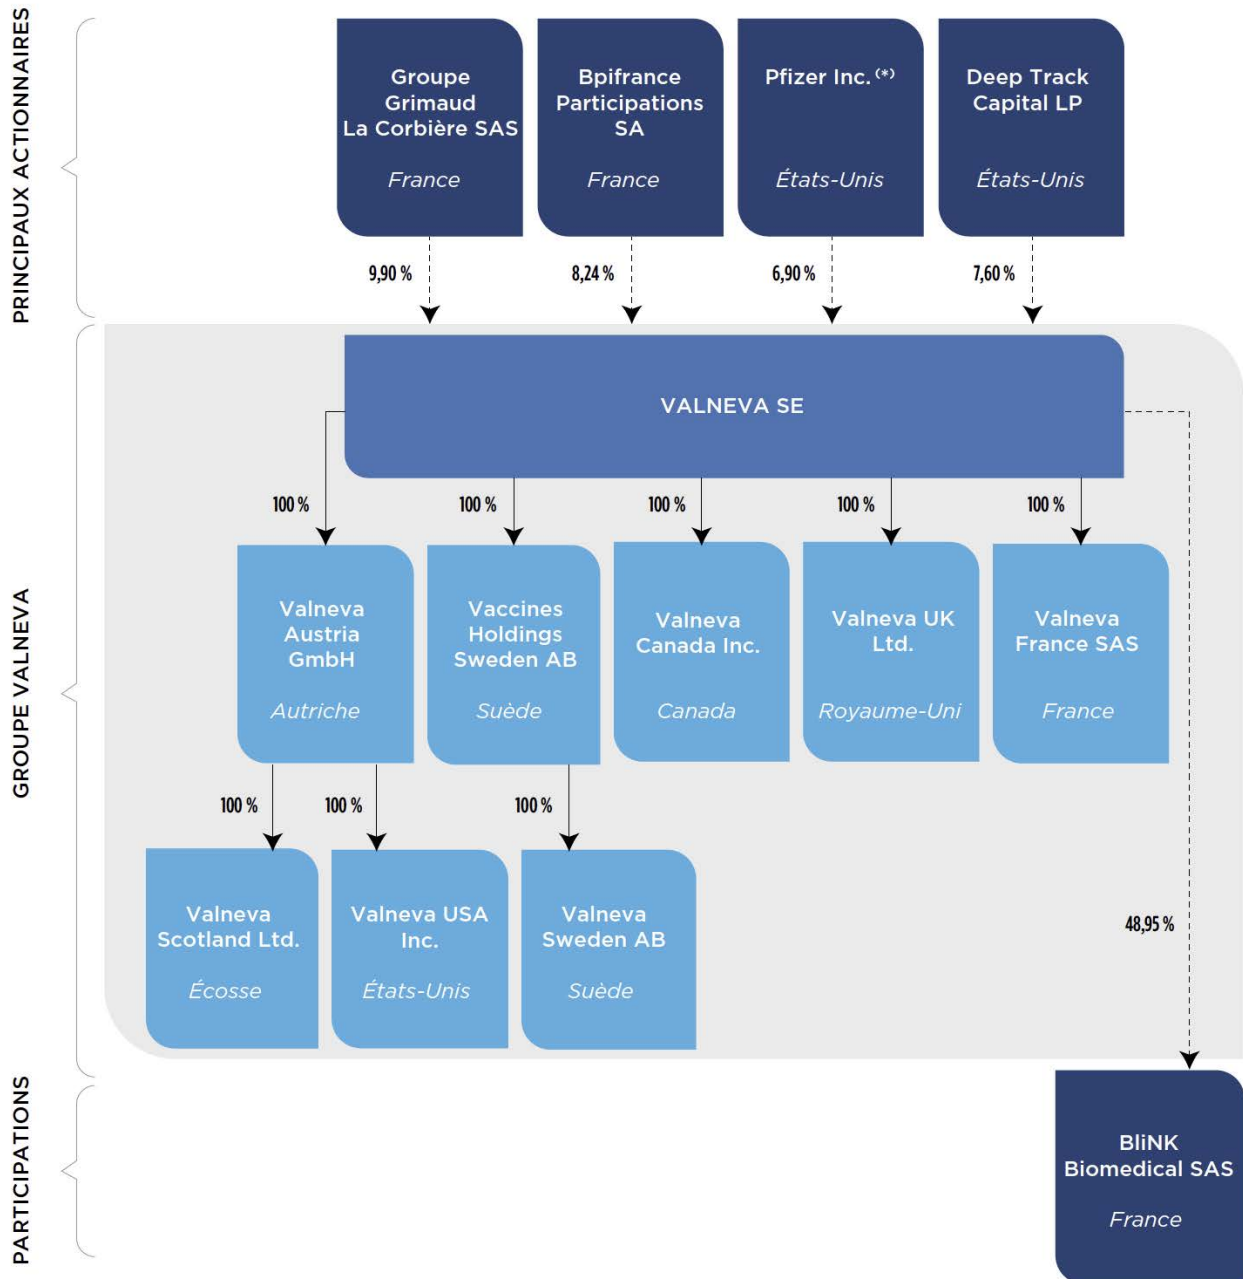 PRINCIPAUX ACTIONNAIRES
Groupe
Grimaud
La Corbière SAS
France
Bpifrance
Participations
SA
France
Pfizer Inc. (*)
États-Unis
Deep Track
Capital LP
États-Unis
9,90 %
8,24 %
6,90 %
7,60 %
GROUPE VALNEVA
VALNEVA SE
100 %
100 %
100 %
100 %
100 %
Valneva
Austria
GmbH
Autriche
Vaccines
Holdings
Sweden AB
Suède
Valneva
Canada Inc.
Canada
Valneva UK
Ltd.
Royaume-Uni
Valneva
France SAS
France
100 %
100 %
100 %
Valneva
Scotland Ltd.
Écosse
Valneva USA
Inc.
États-Unis
Valneva
Sweden AB
Suède
48,95 %
PARTICIPATIONS
BliNK
Biomedical SAS
France